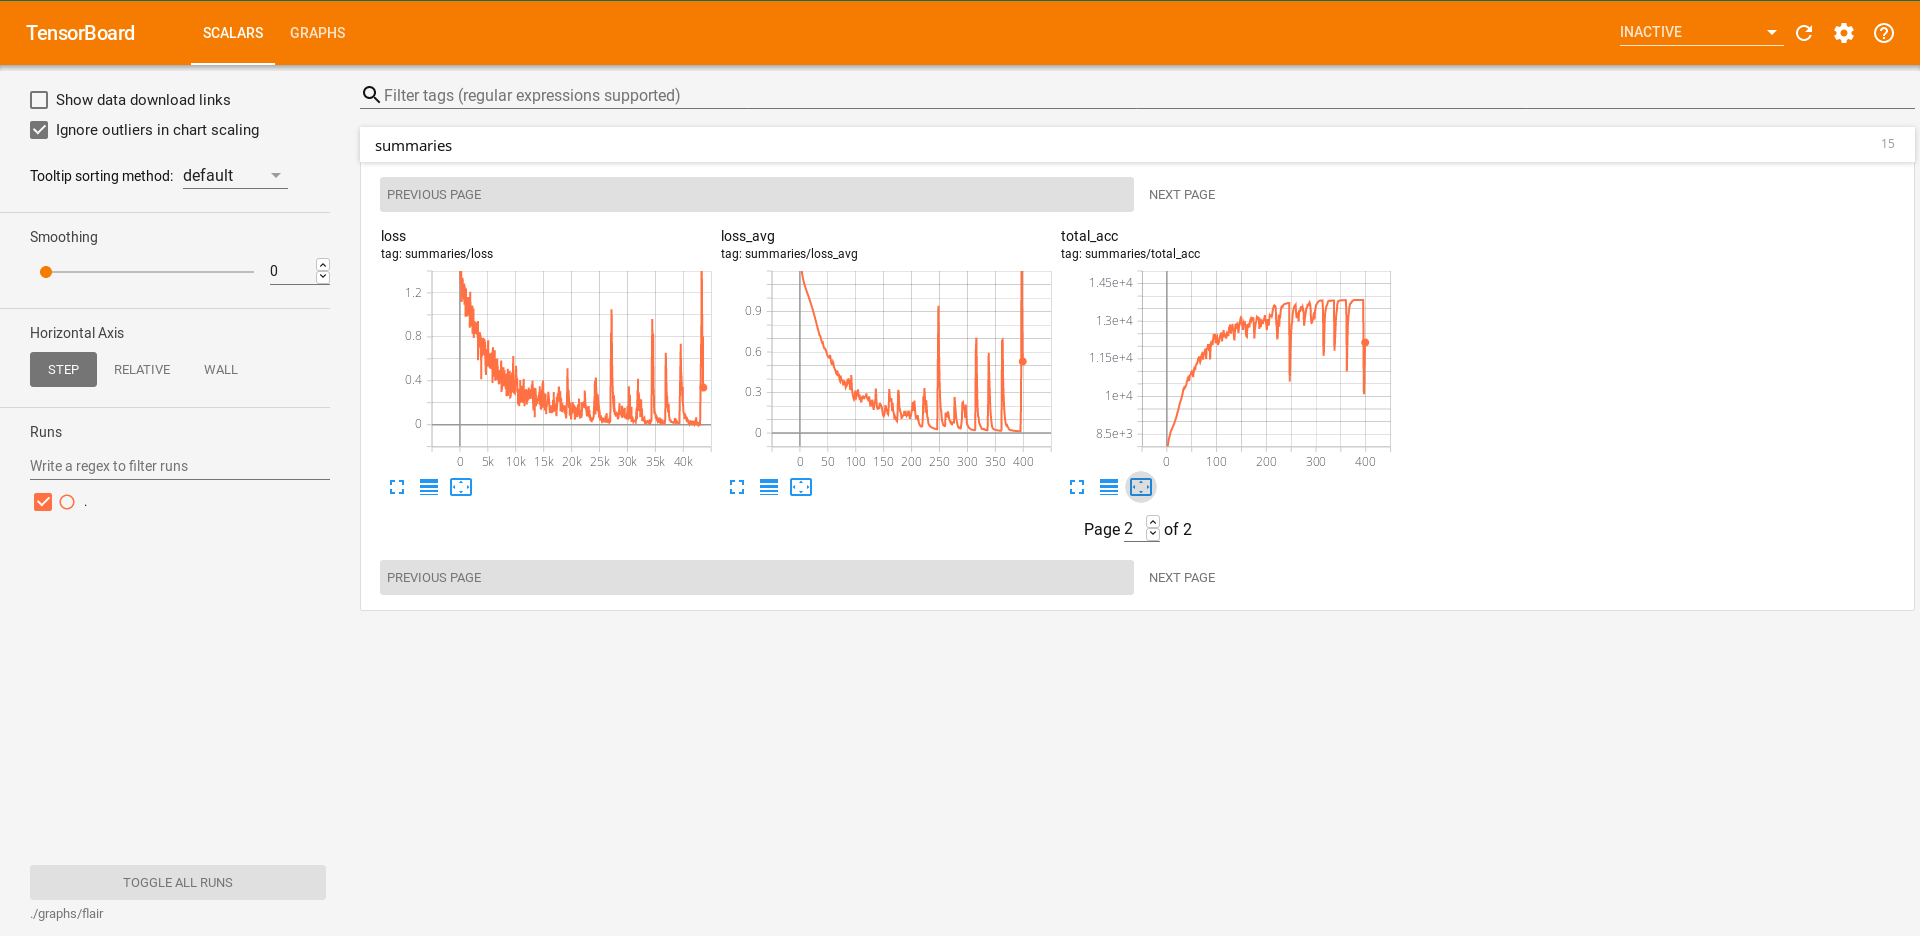 TensorBoard SCALARS GRAPHS INACTIVE
Show data download links
Ignore outliers in chart scaling
Tooltip sorting method: default
Smoothing
0
Horizontal Axis
STEP RELATIVE WALL
Runs
Write a regex to filter runs
.
TOGGLE ALL RUNS
./graphs/flair
Filter tags (regular expressions supported)
summaries 15
PREVIOUS PAGE NEXT PAGE
loss
tag: summaries/loss
1.2
0.8
0.4
0
0 5k 10k 15k 20k 25k 30k 35k 40k
loss_avg
tag: summaries/loss_avg
0.9
0.6
0.3
0
0 50 100 150 200 250 300 350 400
total_acc
tag: summaries/total_acc
1.45e+4
1.3e+4
1.15e+4
1e+4
8.5e+3
0 100 200 300 400
Page 2 of 2
PREVIOUS PAGE NEXT PAGE